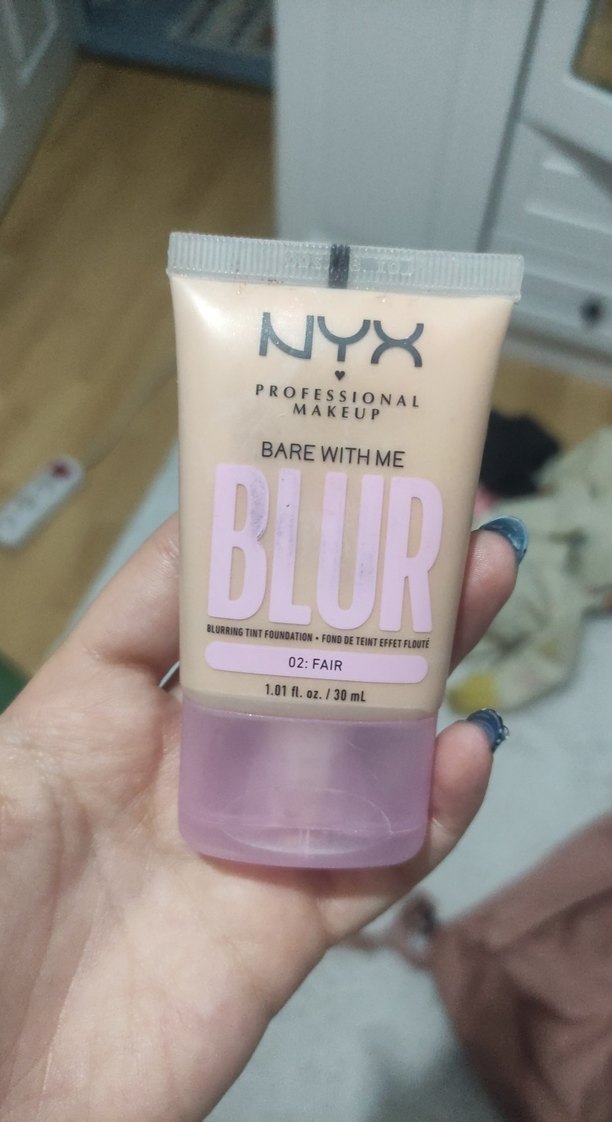 NYX
PROFESSIONAL
MAKEUP
BARE WITH ME
BLUR
BLURRING TINT FOUNDATION • FOND DE TEINT EFFET FLOUTÉ
02: FAIR
1.01 fl. oz. / 30 mL